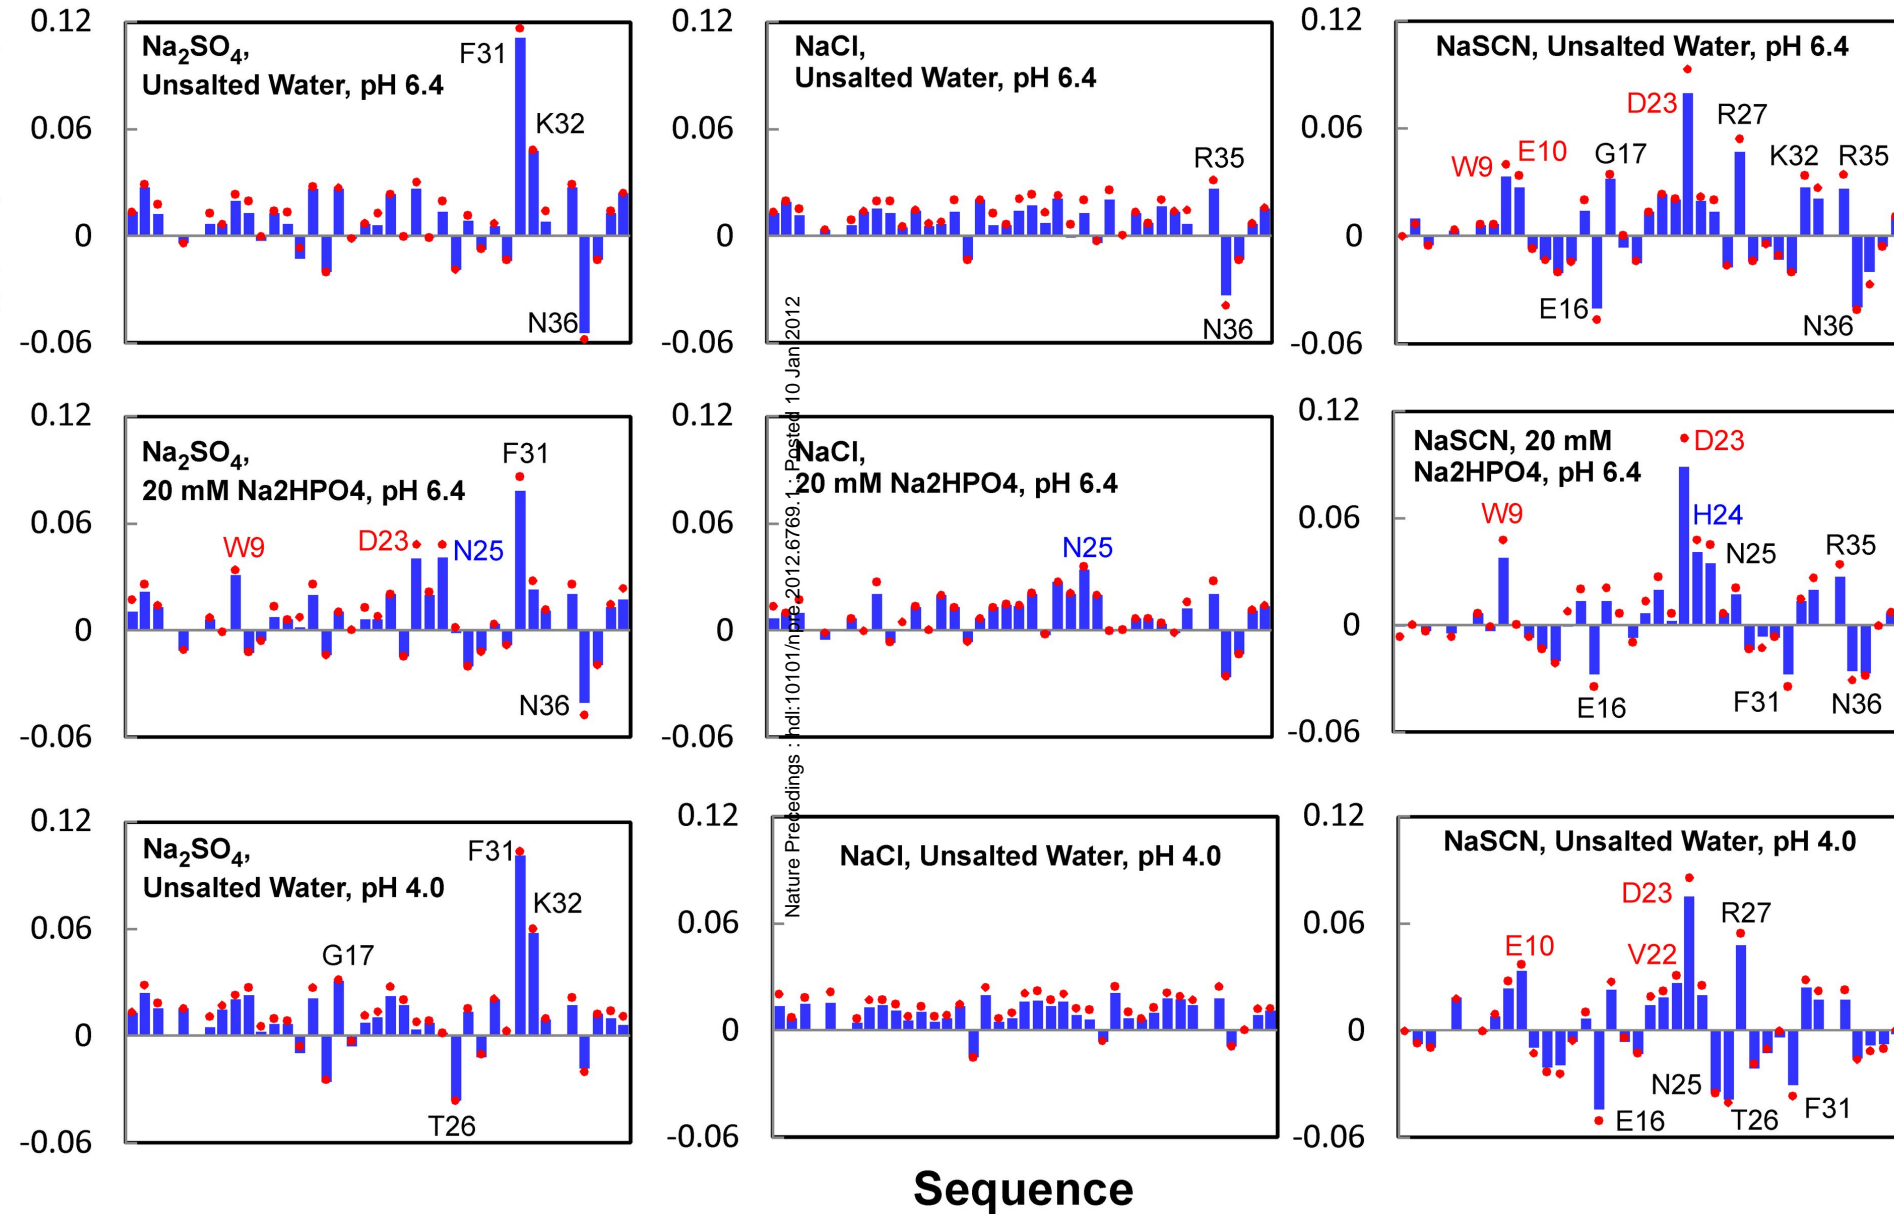 0.12
Na2SO4,
Unsalted Water, pH 6.4
F31
K32
0.06
0
N36
-0.06
0.12
NaCl,
Unsalted Water, pH 6.4
0.06
R35
0
N36
-0.06
0.12
NaSCN, Unsalted Water, pH 6.4
D23
R27
0.06
W9
E10
G17
K32
R35
0
E16
N36
-0.06
0.12
Na2SO4,
20 mM Na2HPO4, pH 6.4
F31
0.06
W9
D23
N25
0
N36
-0.06
0.12
NaCl,
20 mM Na2HPO4, pH 6.4
0.06
N25
0
-0.06
0.12
NaSCN, 20 mM
Na2HPO4, pH 6.4
D23
0.06
W9
H24
N25
R35
0
E16
F31
N36
-0.06
0.12
Na2SO4,
Unsalted Water, pH 4.0
F31
K32
0.06
G17
0
T26
-0.06
0.12
NaCl, Unsalted Water, pH 4.0
0.06
0
-0.06
0.12
NaSCN, Unsalted Water, pH 4.0
D23
R27
0.06
E10
V22
0
N25
E16
T26
F31
-0.06
Nature Precedings : hdl:10101/npre.2012.6769.1 : Posted 10 Jan 2012
Sequence